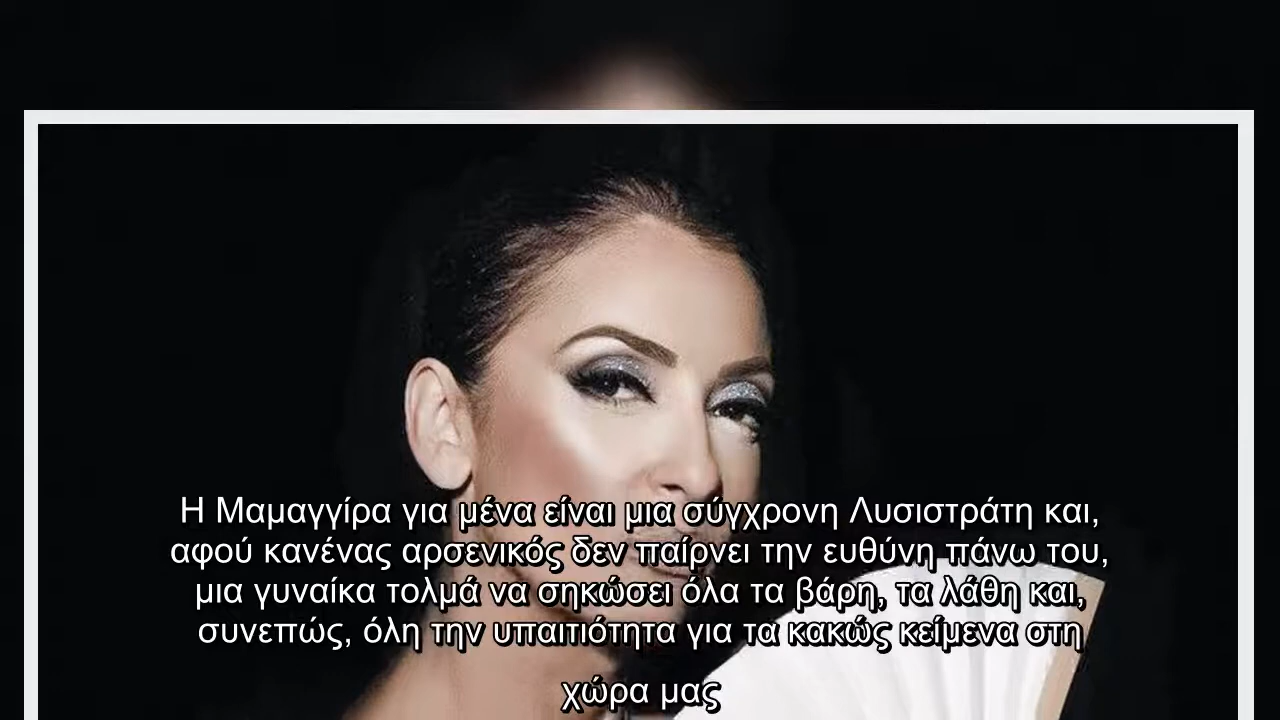 Η Μαμαγγίρα για μένα είναι μια σύγχρονη Λυσιστράτη και,
αφού κανένας αρσενικός δεν παίρνει την ευθύνη πάνω του,
μια γυναίκα τολμά να σηκώσει όλα τα βάρη, τα λάθη και,
συνεπώς, όλη την υπαιτιότητα για τα κακώς κείμενα στη
χώρα μας